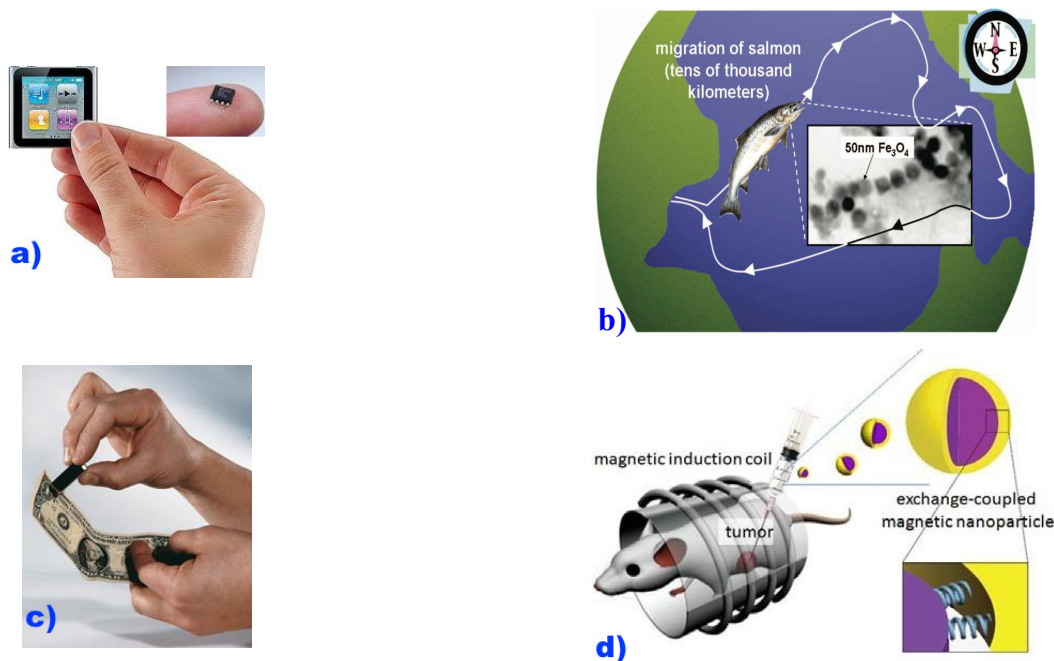 a)
migration of salmon
(tens of thousand
kilometers)
N
W E
S
50nm Fe₃O₄
b)
c)
magnetic induction coil
tumor
exchange-coupled
magnetic nanoparticle
d)